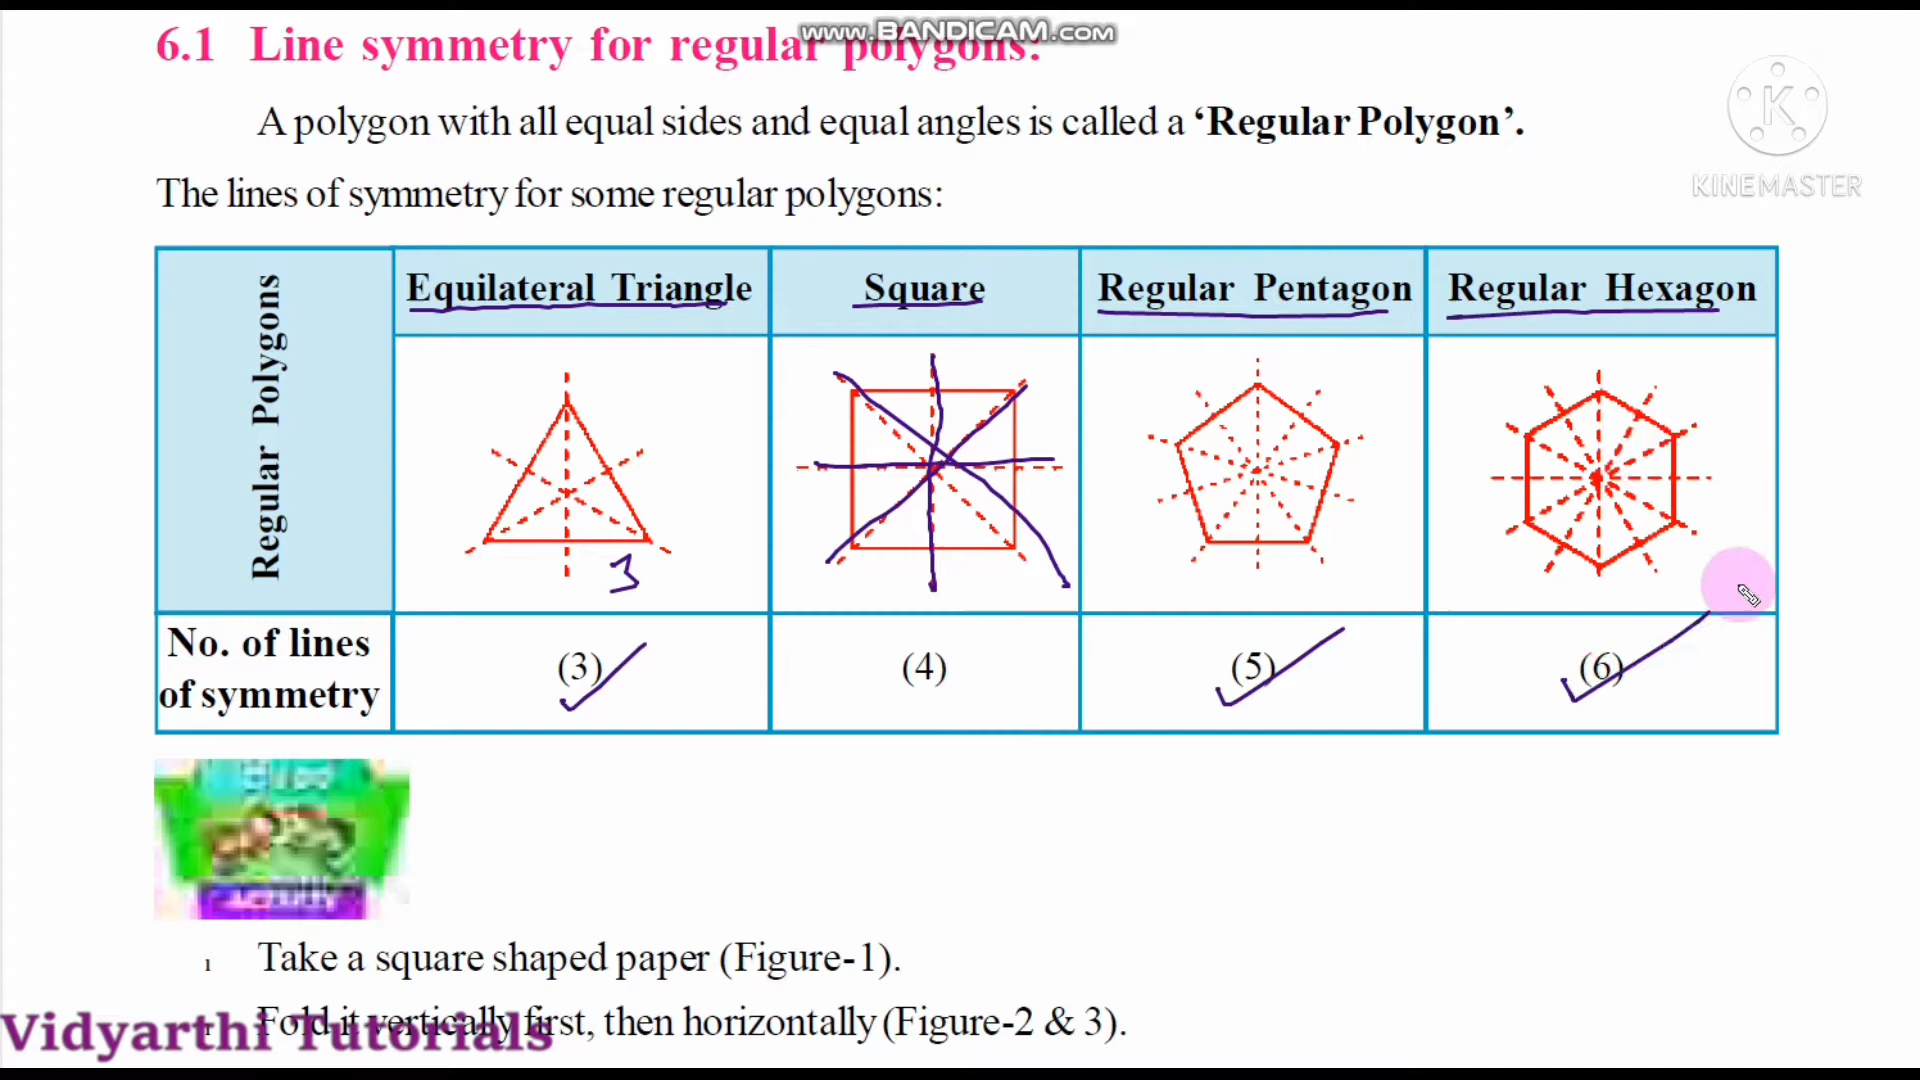 www.BANDICAM.com
6.1 Line symmetry for regular polygons:
A polygon with all equal sides and equal angles is called a ‘Regular Polygon’.
K
KINEMASTER
The lines of symmetry for some regular polygons:
Regular Polygons
Equilateral Triangle
Square
Regular Pentagon
Regular Hexagon
3
No. of lines
of symmetry
(3)
(4)
(5)
(6)
Activity
Take a square shaped paper (Figure-1).
Fold it vertically first, then horizontally (Figure-2 & 3).
Vidyarthi Tutorials